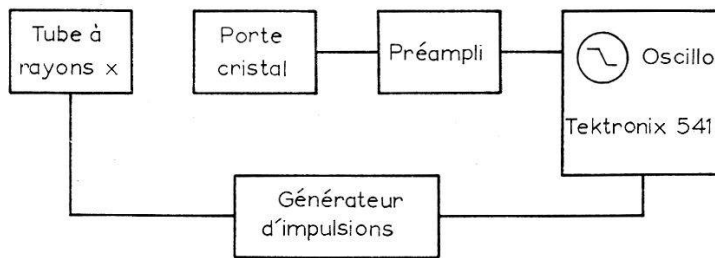 Tube à
rayons x
Porte
cristal
Préampli
Oscillo
Tektronix 541
Générateur
d'impulsions